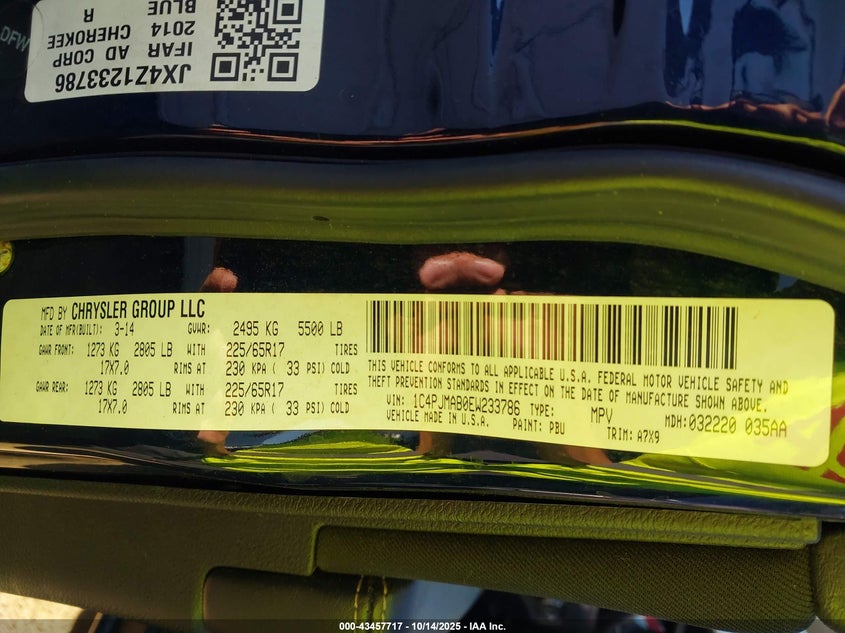 JX4Z1233786
IFAR AD CORP
2014 CHEROKEE
BLUE R
DFW
MFD BY CHRYSLER GROUP LLC
DATE OF MFR(BUILT): 3-14 GVWR: 2495 KG 5500 LB
GAWR FRONT: 1273 KG 2805 LB WITH 225/65R17 TIRES
17X7.0 RIMS AT 230 KPA ( 33 PSI) COLD
GAWR REAR: 1273 KG 2805 LB WITH 225/65R17 TIRES
17X7.0 RIMS AT 230 KPA ( 33 PSI) COLD
THIS VEHICLE CONFORMS TO ALL APPLICABLE U.S.A. FEDERAL MOTOR VEHICLE SAFETY AND
THEFT PREVENTION STANDARDS IN EFFECT ON THE DATE OF MANUFACTURE SHOWN ABOVE.
VIN: 1C4PJMAB0EW233786 TYPE: MPV MDH:032220 035AA
VEHICLE MADE IN U.S.A. PAINT: PBU TRIM: A7X9
000-43457717 - 10/14/2025 - IAA Inc.